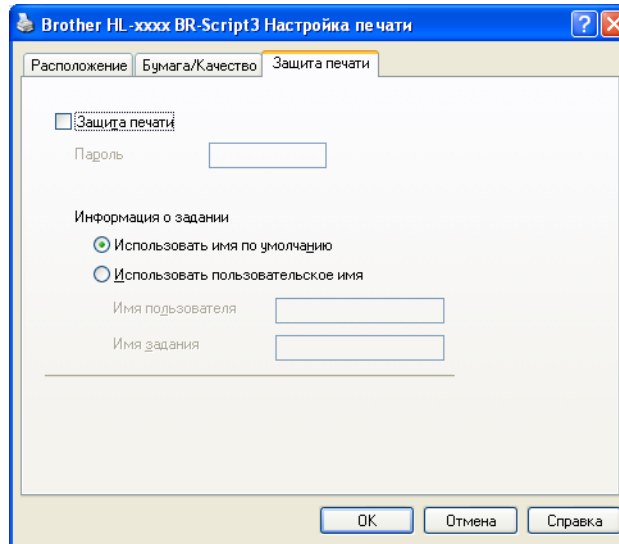 Brother HL-xxxx BR-Script3 Настройка печати
Расположение Бумага/Качество Защита печати
Защита печати
Пароль
Информация о задании
Использовать имя по умолчанию
Использовать пользовательское имя
Имя пользователя
Имя задания
OK Отмена Справка